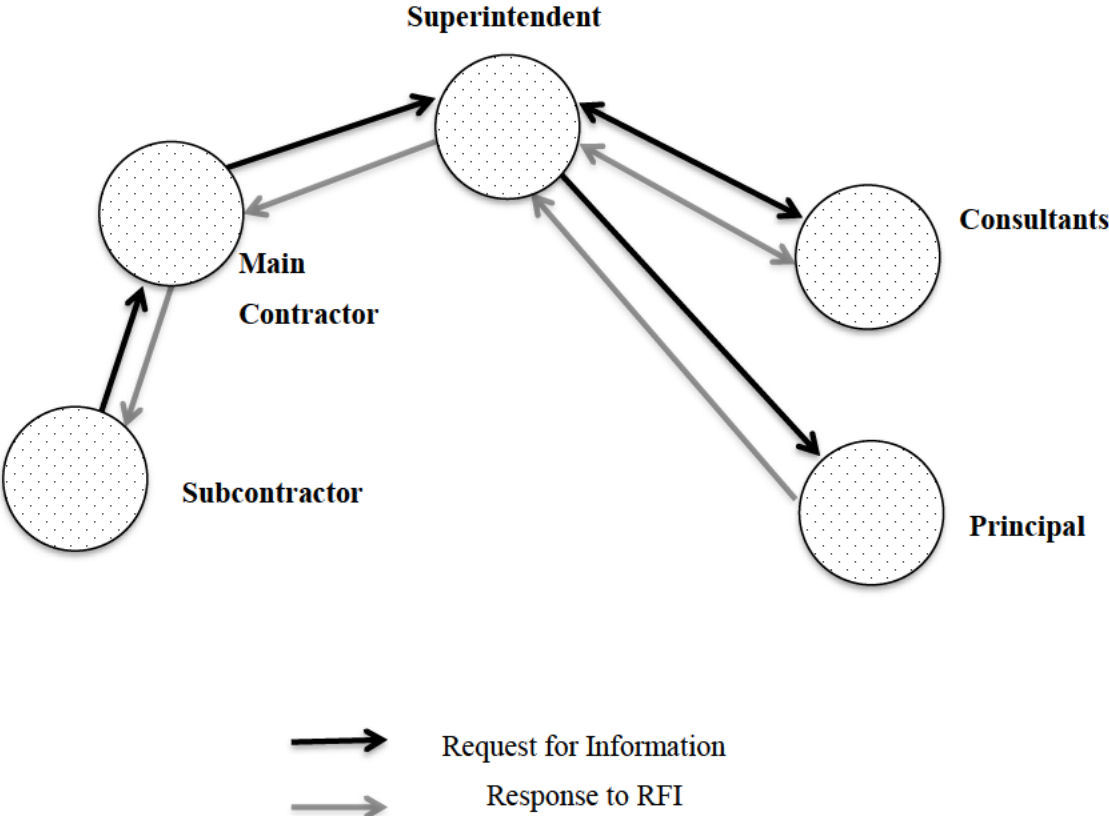 Superintendent
Consultants
Main
Contractor
Subcontractor
Principal
Request for Information
Response to RFI